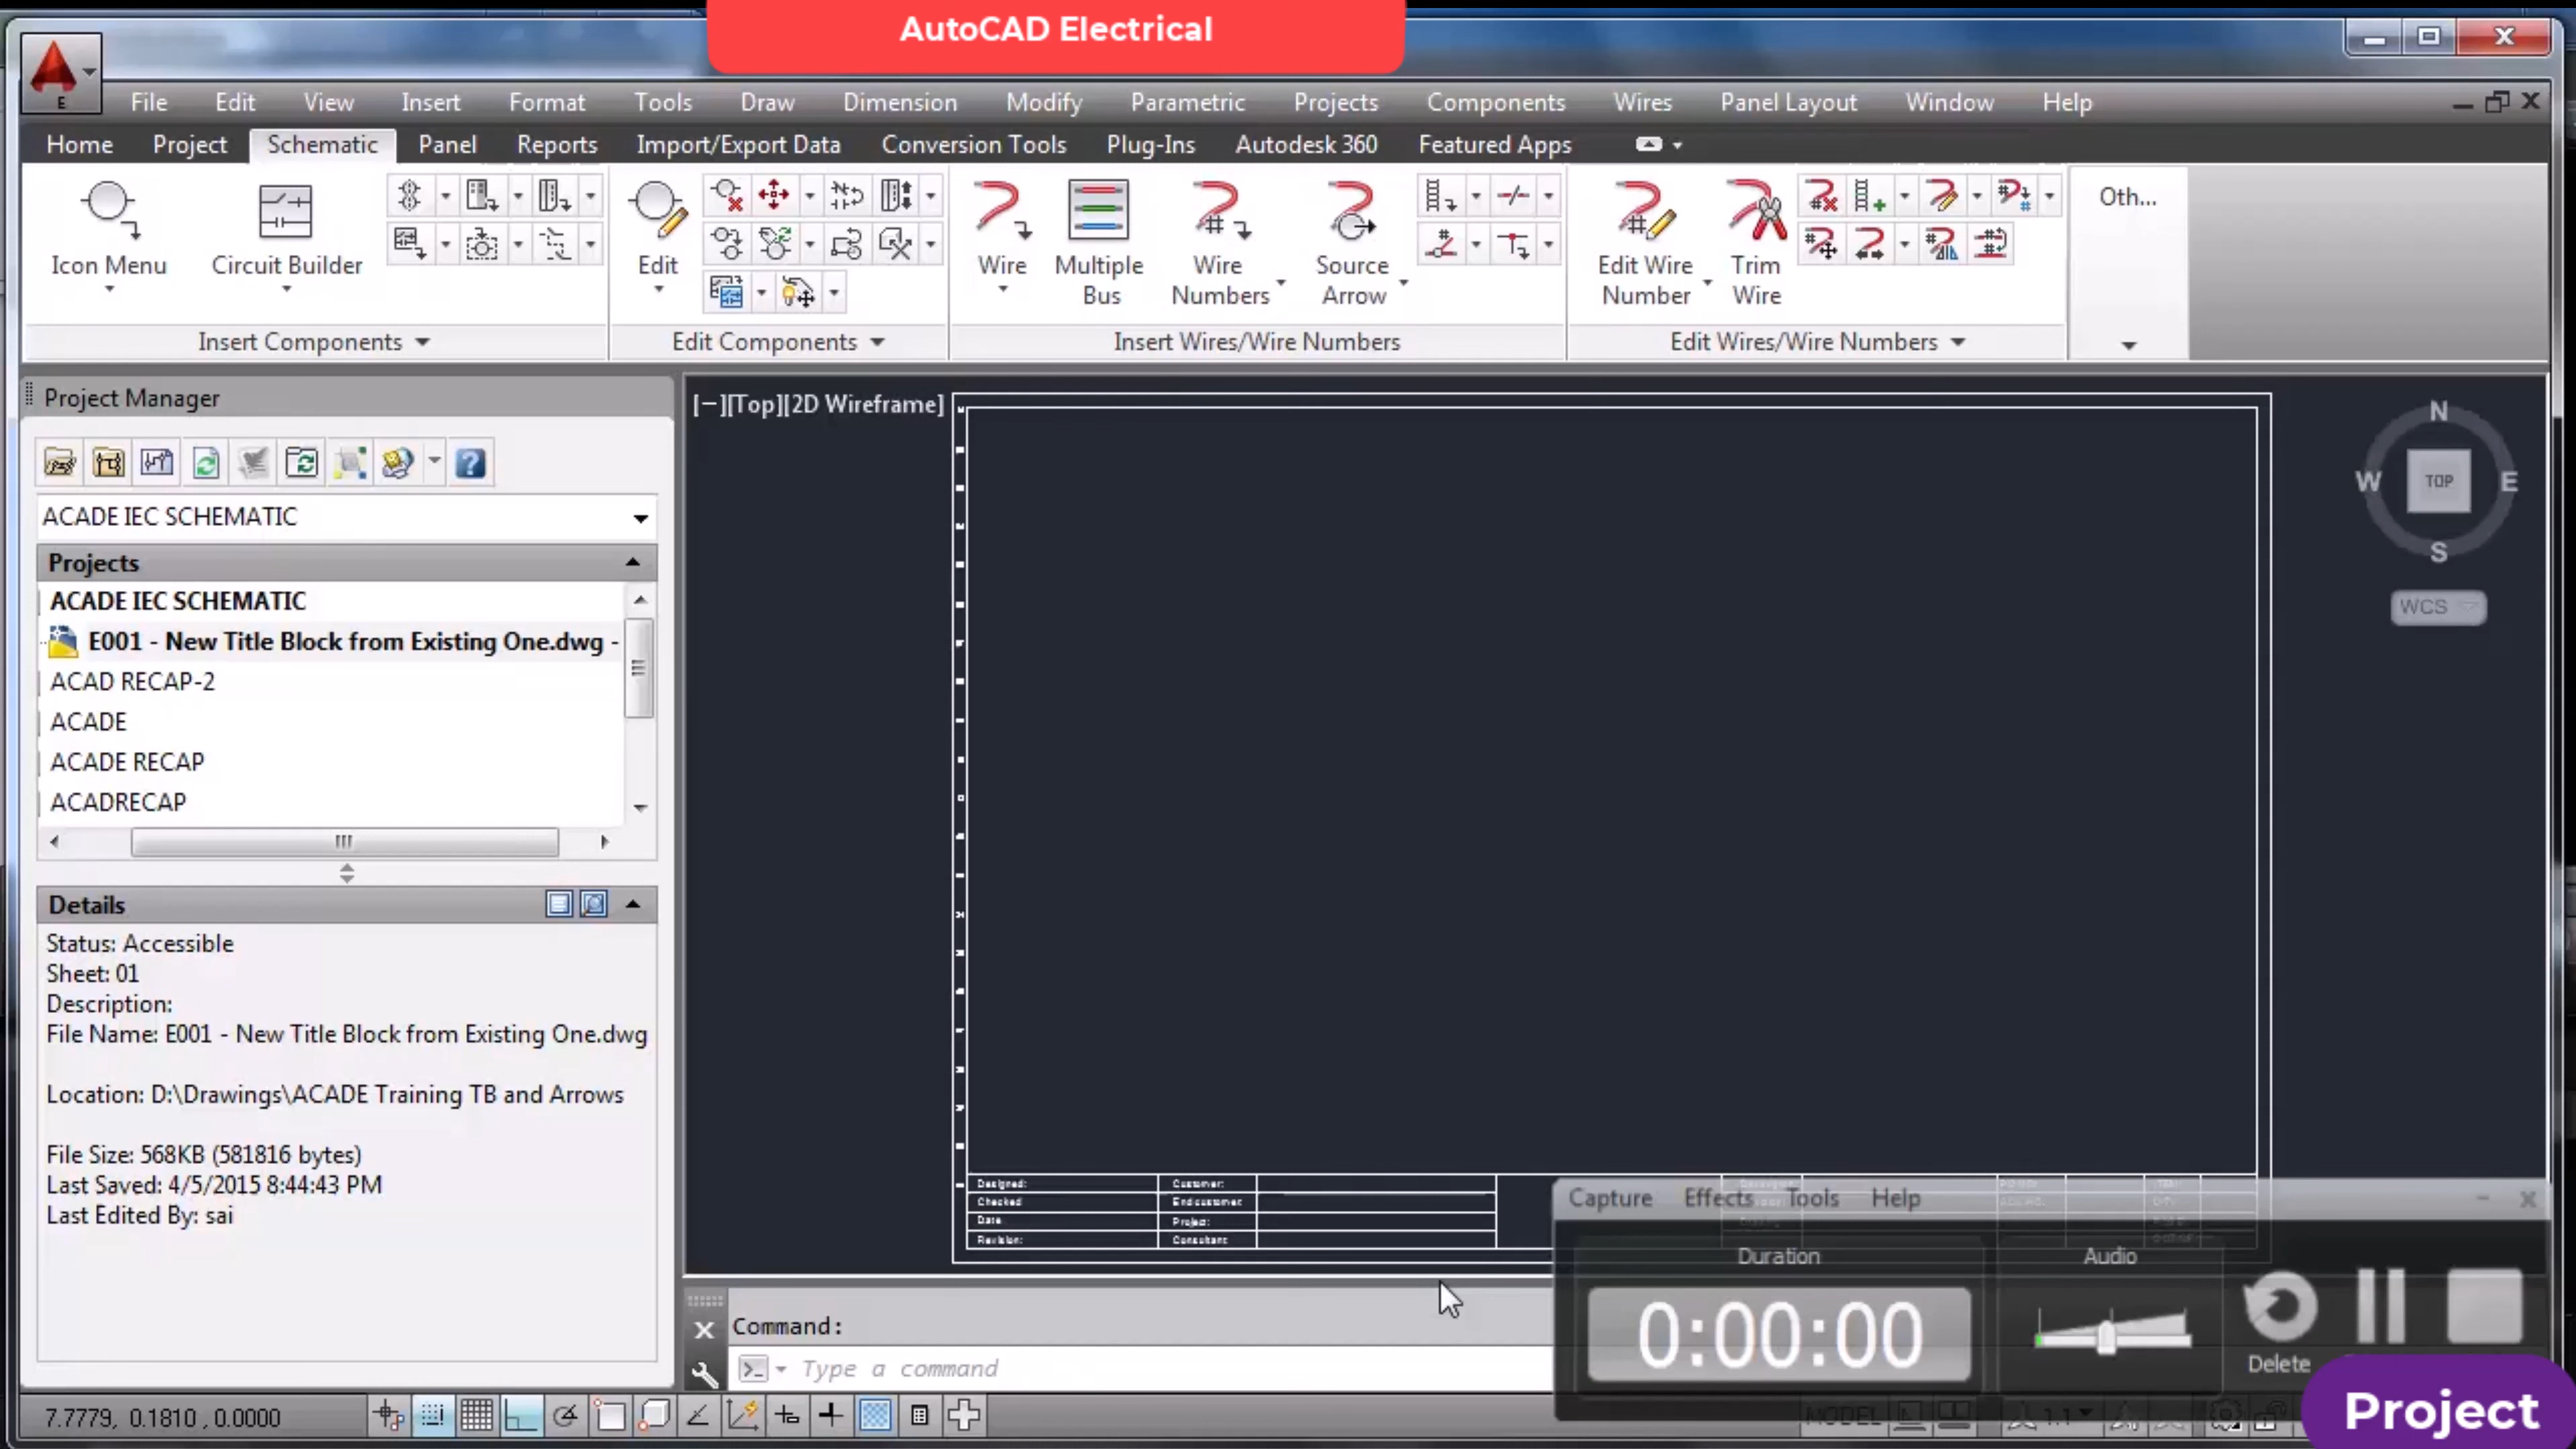 AutoCAD Electrical
E
File Edit View Insert Format Tools Draw Dimension Modify Parametric Projects Components Wires Panel Layout Window Help
Home Project Schematic Panel Reports Import/Export Data Conversion Tools Plug-Ins Autodesk 360 Featured Apps
Icon Menu
Circuit Builder
Edit
Wire
Multiple Bus
Wire Numbers
Source Arrow
Edit Wire Number
Trim Wire
Oth...
Insert Components
Edit Components
Insert Wires/Wire Numbers
Edit Wires/Wire Numbers
Project Manager
ACADE IEC SCHEMATIC
Projects
ACADE IEC SCHEMATIC
E001 - New Title Block from Existing One.dwg -
ACAD RECAP-2
ACADE
ACADE RECAP
ACADRECAP
Details
Status: Accessible
Sheet: 01
Description:
File Name: E001 - New Title Block from Existing One.dwg
Location: D:\Drawings\ACADE Training TB and Arrows
File Size: 568KB (581816 bytes)
Last Saved: 4/5/2015 8:44:43 PM
Last Edited By: sai
[−][Top][2D Wireframe]
N
W TOP E
S
WCS
Designed: Customer:
Checked End customer:
Date Project:
Revision: Consultant
Capture Effects Tools Help
Duration Audio
0:00:00
Delete
Command:
Type a command
7.7779, 0.1810 , 0.0000
MODEL
1:1
Project